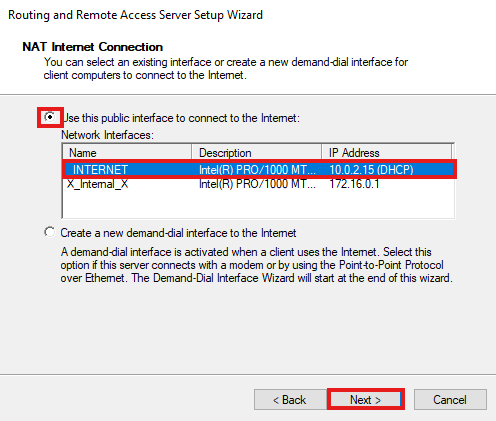 Routing and Remote Access Server Setup Wizard
NAT Internet Connection
You can select an existing interface or create a new demand-dial interface for
client computers to connect to the Internet.
Use this public interface to connect to the Internet:
Network Interfaces:
Name Description IP Address
INTERNET Intel(R) PRO/1000 MT... 10.0.2.15 (DHCP)
X_Internal_X Intel(R) PRO/1000 MT... 172.16.0.1
Create a new demand-dial interface to the Internet
A demand-dial interface is activated when a client uses the Internet. Select this
option if this server connects with a modem or by using the Point-to-Point Protocol
over Ethernet. The Demand-Dial Interface Wizard will start at the end of this wizard.
< Back Next > Cancel